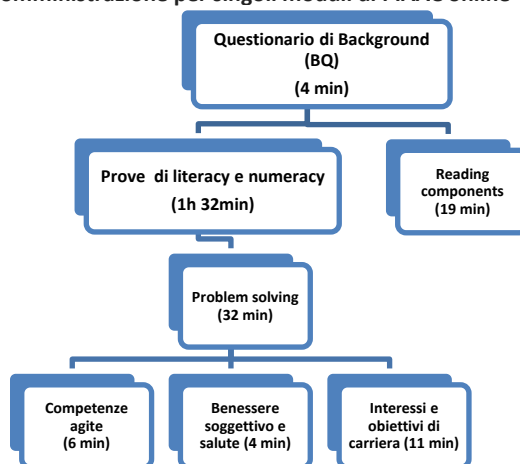 Questionario di Background
(BQ)
(4 min)
Prove di literacy e numeracy
(1h 32min)
Reading
components
(19 min)
Problem solving
(32 min)
Competenze
agite
(6 min)
Benessere
soggettivo e
salute (4 min)
Interessi e
obiettivi di
carriera (11 min)